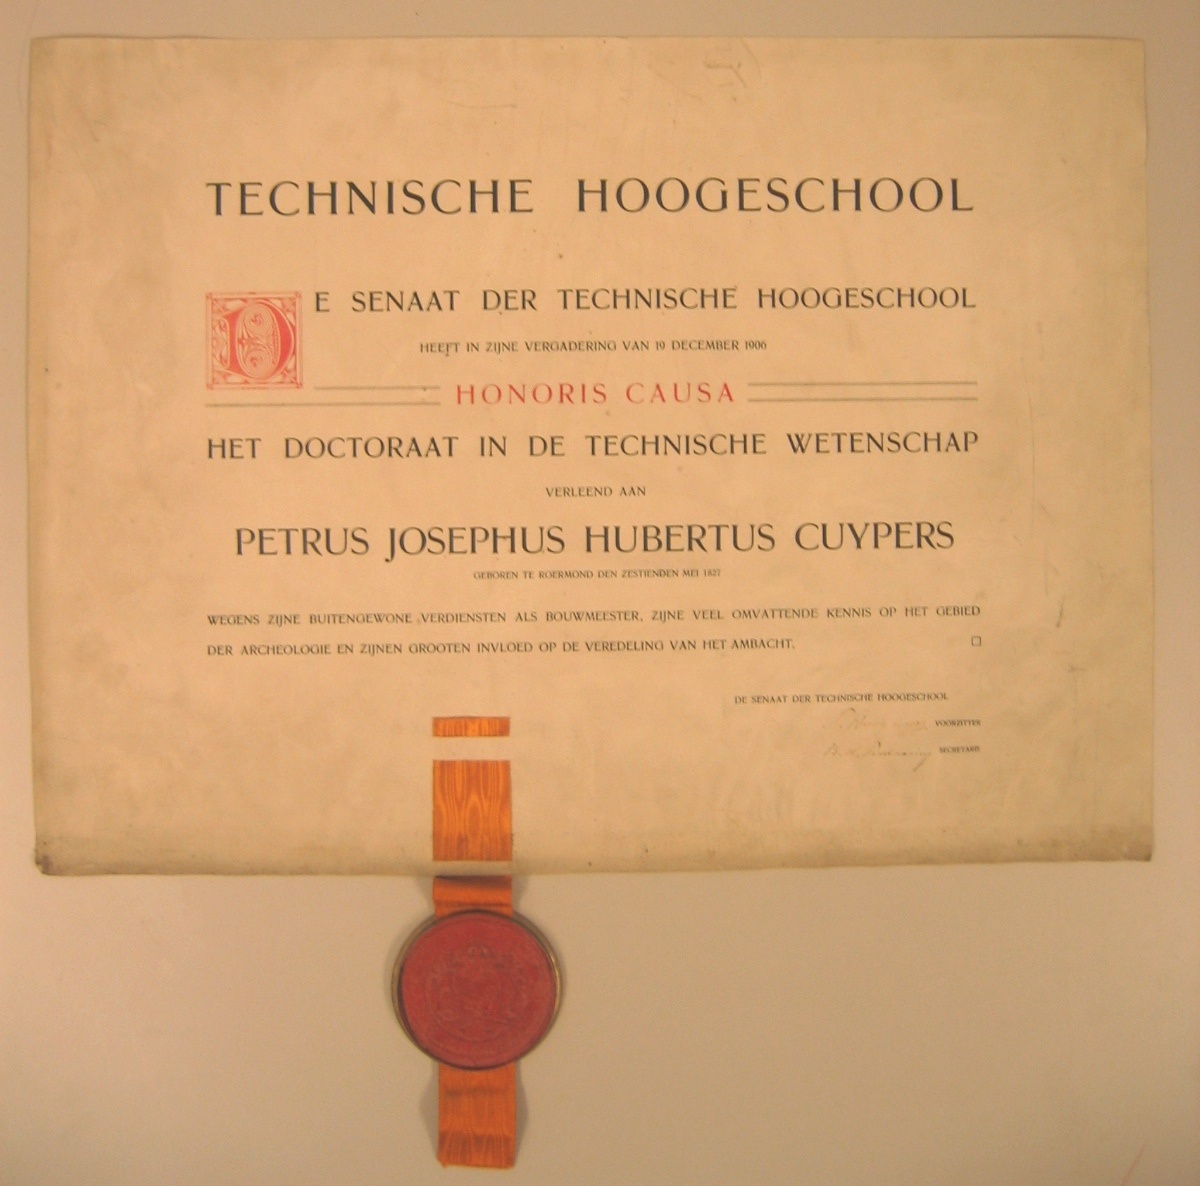 TECHNISCHE HOOGESCHOOL
DE SENAAT DER TECHNISCHE HOOGESCHOOL
HEEFT IN ZIJNE VERGADERING VAN 19 DECEMBER 1906
HONORIS CAUSA
HET DOCTORAAT IN DE TECHNISCHE WETENSCHAP
VERLEEND AAN
PETRUS JOSEPHUS HUBERTUS CUYPERS
GEBOREN TE ROERMOND DEN ZESTIENDEN MEI 1827
WEGENS ZIJNE BUITENGEWONE VERDIENSTEN ALS BOUWMEESTER, ZIJNE VEEL OMVATTENDE KENNIS OP HET GEBIED
DER ARCHEOLOGIE EN ZIJNEN GROOTEN INVLOED OP DE VEREDELING VAN HET AMBACHT.
DE SENAAT DER TECHNISCHE HOOGESCHOOL
VOORZITTER
SECRETARIS